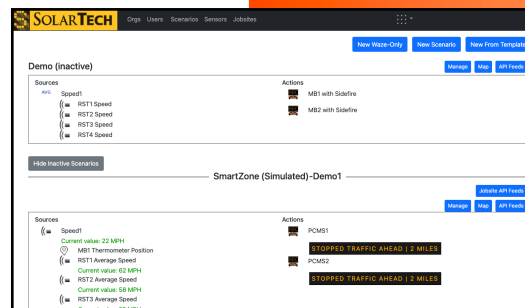 SOLARTECH Orgs Users Scenarios Sensors Jobsites
New Waze-Only New Scenario New From Template
Demo (inactive)
Manage Map API Feeds
Sources Actions
AVG Spped1 MB1 with Sidefire
RST1 Speed
RST2 Speed MB2 with Sidefire
RST3 Speed
RST4 Speed
Hide Inactive Scenarios
SmartZone (Simulated)-Demo1
Jobsite API Feeds
Manage Map API Feeds
Sources Actions
Speed1 PCMS1
Current value: 22 MPH
MB1 Thermometer Position STOPPED TRAFFIC AHEAD | 2 MILES
RST1 Average Speed PCMS2
Current value: 62 MPH
RST2 Average Speed STOPPED TRAFFIC AHEAD | 2 MILES
Current value: 58 MPH
RST3 Average Speed